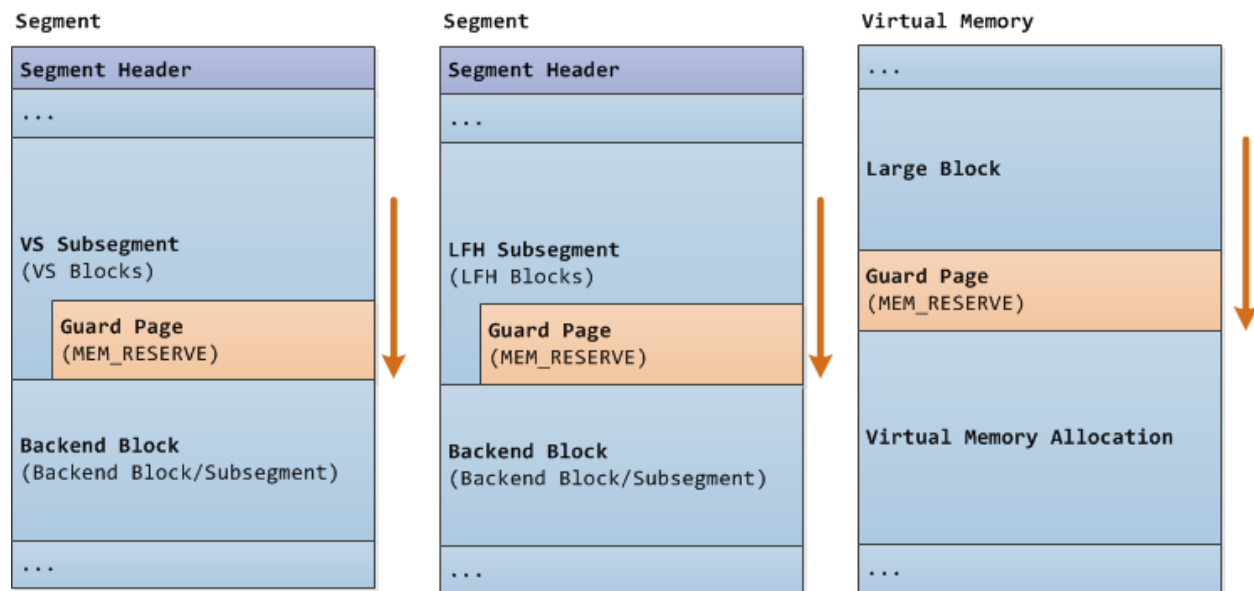 Segment
Segment Header
...
VS Subsegment
(VS Blocks)
Guard Page
(MEM_RESERVE)
Backend Block
(Backend Block/Subsegment)
...
Segment
Segment Header
...
LFH Subsegment
(LFH Blocks)
Guard Page
(MEM_RESERVE)
Backend Block
(Backend Block/Subsegment)
...
Virtual Memory
...
Large Block
Guard Page
(MEM_RESERVE)
Virtual Memory Allocation
...